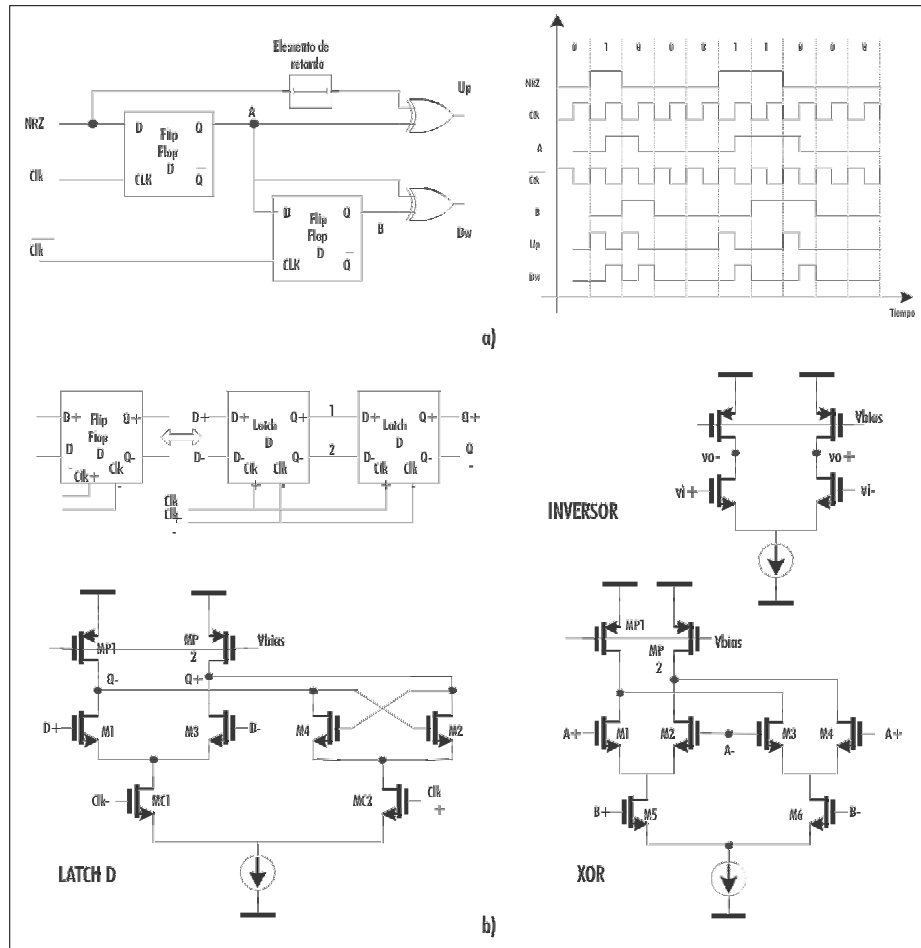 Elemento de
retardo
Up
NRZ
A
D Q
Flip
Flop
D
Clk
CLK Q
D Q
Flip
Flop
D
B
Dw
Clk
CLK Q
0 1 0 0 0 1 1 0 0 0
NRZ
Clk
A
Clk
B
Up
Dw
Tiempo
a)
D+ Flip Q+
Flop
D D Q-
Clk+ Clk
-
D+ D+ Latch Q+ 1 D+ Latch Q+ Q+
D D
D- D- Q- 2 D- Q- Q
Clk Clk Clk Clk -
+ - + -
Clk
Clk
+
-
Vbias
vo- vo+
vi+ vi-
INVERSOR
MP1 MP
2
Vbias
Q- Q+
D+ M1 M3 D- M4 M2
Clk- MC1 MC2 Clk
+
LATCH D
MP1 MP
2
Vbias
A+ M1 M2 A- M3 M4 A+
B+ M5 M6 B-
XOR
b)